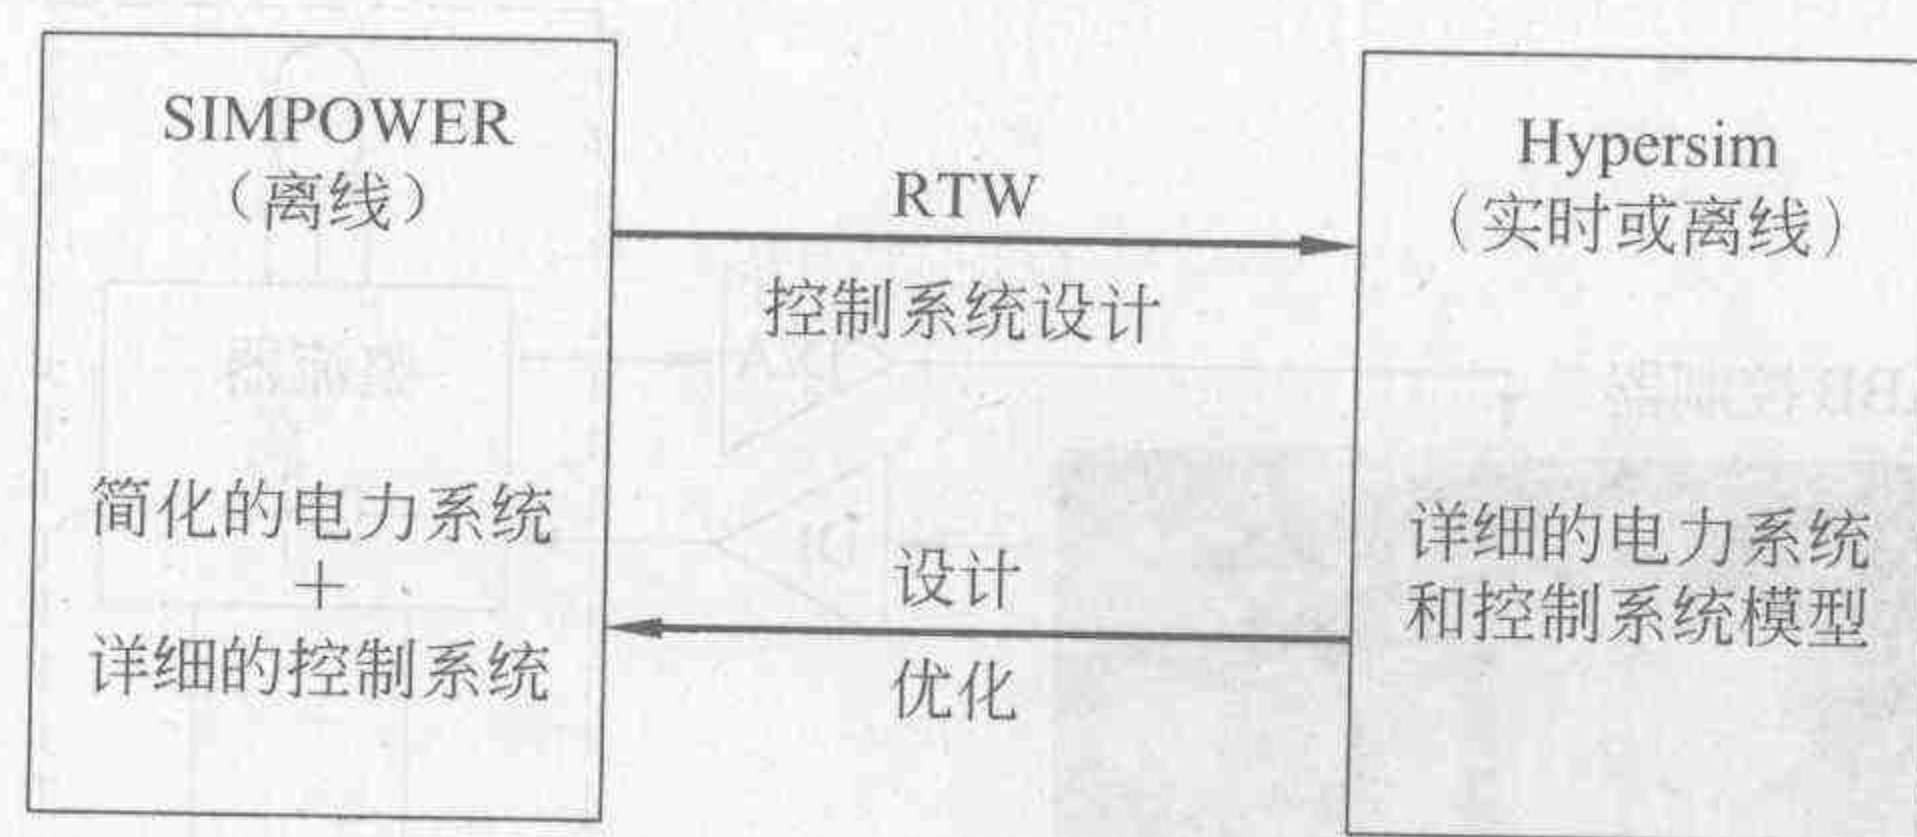 SIMPOWER
（离线）
简化的电力系统
+
详细的控制系统
RTW
控制系统设计
设计
优化
Hypersim
（实时或离线）
详细的电力系统
和控制系统模型